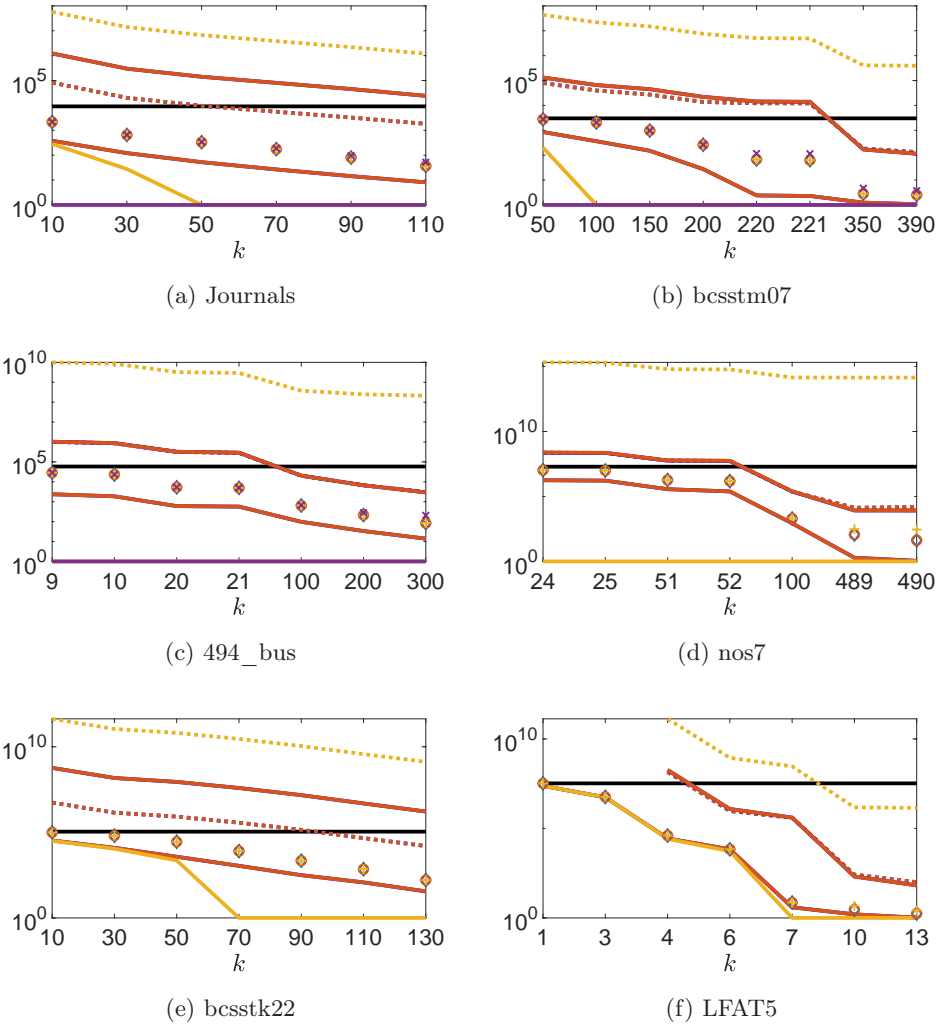 10^5
10^0
10 30 50 70 90 110
k
(a) Journals
10^5
10^0
50 100 150 200 220 221 350 390
k
(b) bcsstm07
10^10
10^5
10^0
9 10 20 21 100 200 300
k
(c) 494_bus
10^10
10^0
24 25 51 52 100 489 490
k
(d) nos7
10^10
10^0
10 30 50 70 90 110 130
k
(e) bcsstk22
10^10
10^0
1 3 4 6 7 10 13
k
(f) LFAT5